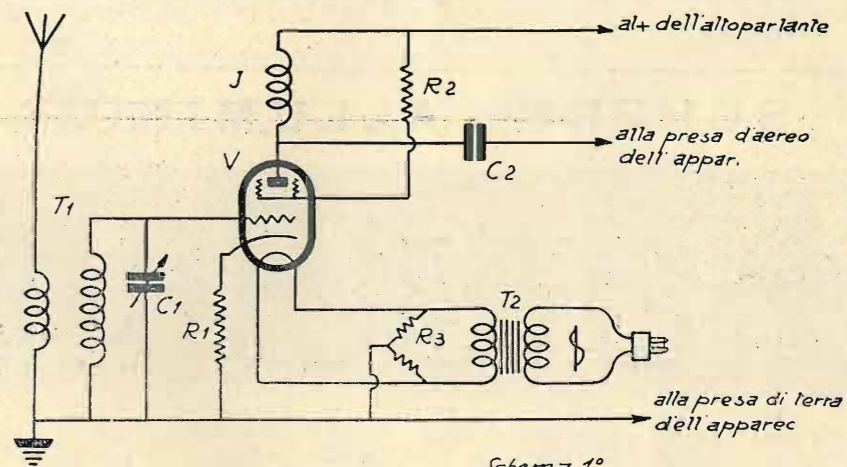 al + dell'altoparlante
J
R2
alla presa d'aereo
dell'appar.
C2
V
T1
C1
R1
T2
R3
alla presa di terra
dell'apparec
Schema 1°